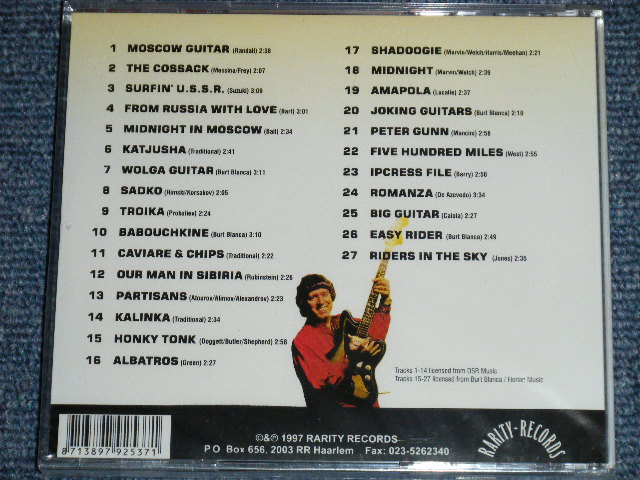 1 MOSCOW GUITAR (Randall) 2:38
2 THE COSSACK (Messina/Frey) 2:07
3 SURFIN' U.S.S.R. (Suzuki) 3:09
4 FROM RUSSIA WITH LOVE (Bart) 3:01
5 MIDNIGHT IN MOSCOW (Ball) 2:34
6 KATJUSHA (Traditional) 2:41
7 WOLGA GUITAR (Burt Blanca) 3:11
8 SADKO (Rimski/Korsakov) 2:05
9 TROIKA (Prokofiev) 2:24
10 BABOUCHKINE (Burt Blanca) 3:10
11 CAVIARE & CHIPS (Traditional) 2:22
12 OUR MAN IN SIBIRIA (Rubinstein) 2:26
13 PARTISANS (Atourov/Alimov/Alexandrov) 2:23
14 KALINKA (Traditional) 2:34
15 HONKY TONK (Doggett/Butler/Shepherd) 2:58
16 ALBATROS (Green) 2:27
17 SHADOOGIE (Marvin/Welch/Harris/Meehan) 2:21
18 MIDNIGHT (Marvin/Welch) 2:39
19 AMAPOLA (Lacalle) 2:37
20 JOKING GUITARS (Burt Blanca) 2:10
21 PETER GUNN (Mancini) 2:58
22 FIVE HUNDRED MILES (West) 2:55
23 IPCRESS FILE (Barry) 2:58
24 ROMANZA (De Azevedo) 3:34
25 BIG GUITAR (Caiola) 2:27
26 EASY RIDER (Burt Blanca) 2:49
27 RIDERS IN THE SKY (Jones) 2:35
Tracks 1-14 licensed from DSR Music
Tracks 15-27 licensed from Burt Blanca / Horian Music
8 713897 925371
©&℗ 1997 RARITY RECORDS
P O Box 656, 2003 RR Haarlem Fax: 023-5262340
RARITY-RECORDS